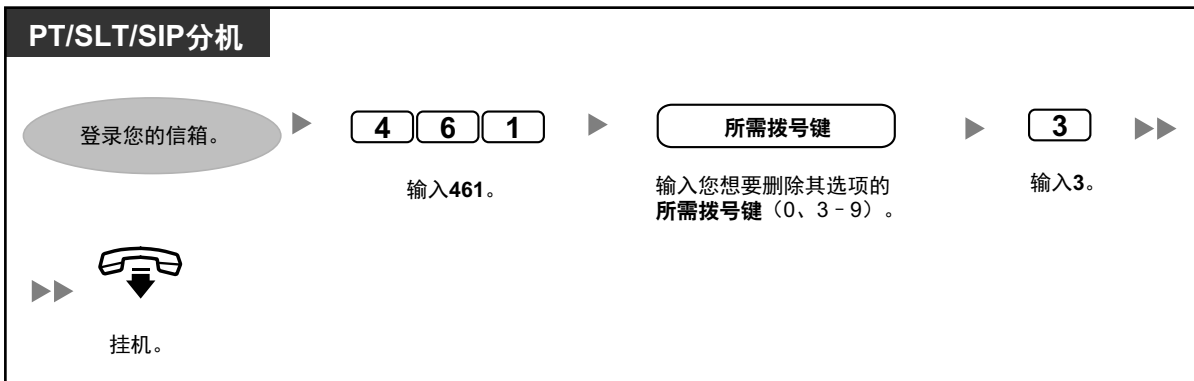 PT/SLT/SIP分机
登录您的信箱。
4 6 1
输入461。
所需拨号键
输入您想要删除其选项的
所需拨号键（0、3–9）。
3
输入3。
挂机。